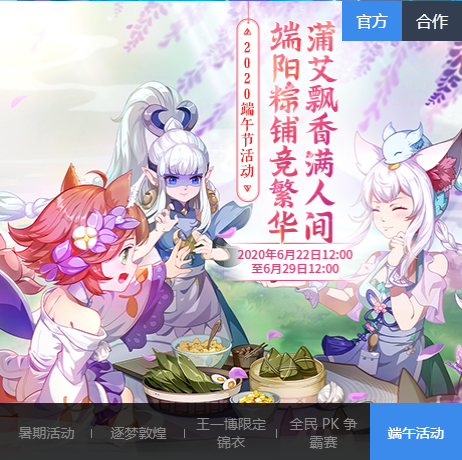 官方
合作
蒲艾飘香满人间
端阳粽铺竞繁华
2020端午节活动
2020年6月22日12:00
至6月29日12:00
暑期活动
逐梦敦煌
王一博限定
锦衣
全民 PK 争
霸赛
端午活动